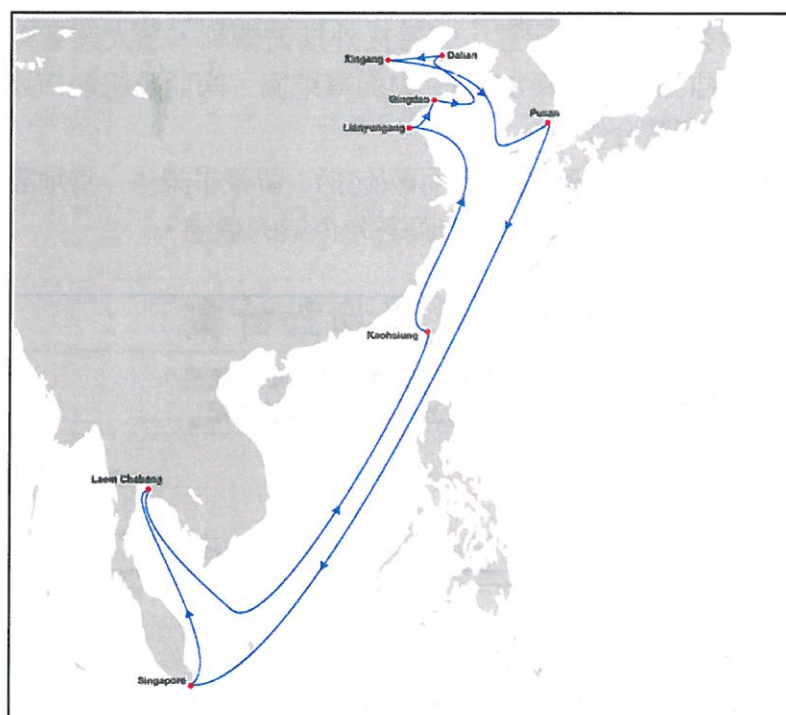 Xingang
Dalian
Qingdao
Lianyungang
Pusan
Kaohsiung
Laem Chabang
Singapore